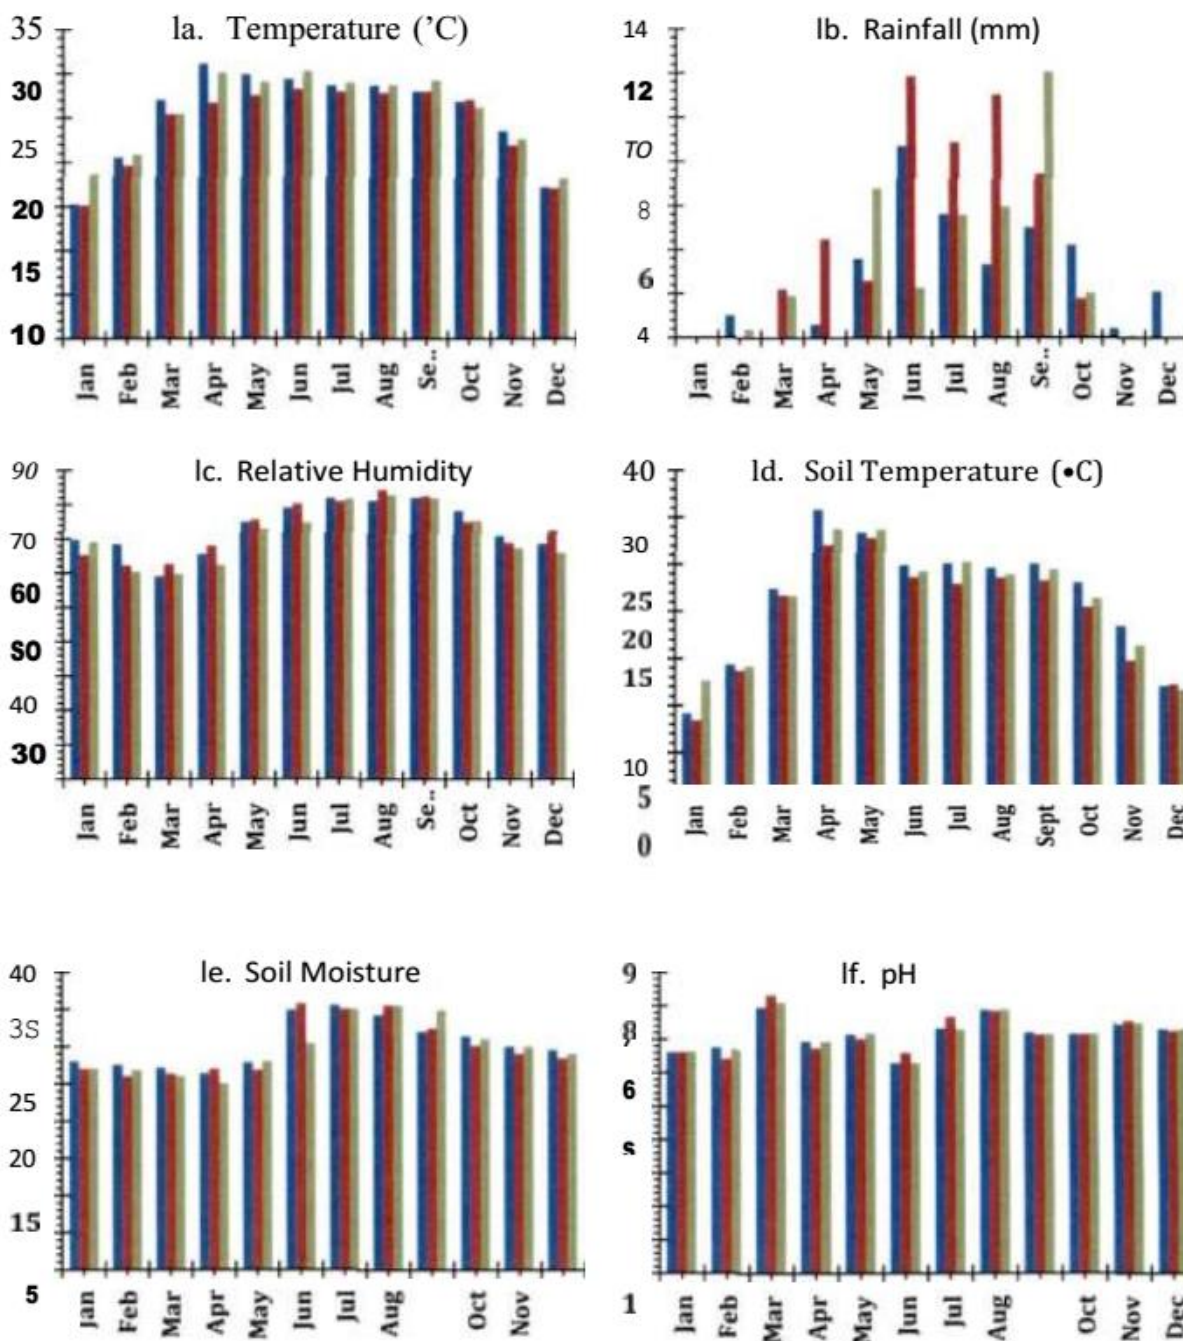 la. Temperature (’C)
35
30
25
20
15
10
Jan Feb Mar Apr May Jun Jul Aug Se.. Oct Nov Dec
lb. Rainfall (mm)
14
12
TO
8
6
4
Jan Feb Mar Apr May Jun Jul Aug Se.. Oct Nov Dec
lc. Relative Humidity
90
70
60
SO
40
30
Jan Feb Mar Apr May Jun Jul Aug Se.. Oct Nov Dec
ld. Soil Temperature (•C)
40
30
25
20
15
10
5
0
Jan Feb Mar Apr May Jun Jul Aug Sept Oct Nov Dec
le. Soil Moisture
40
3S
25
20
15
5
Jan Feb Mar Apr May Jun Jul Aug Oct Nov
lf. pH
9
8
6
s
1
Jan Feb Mar Apr May Jun Jul Aug Oct Nov Dec